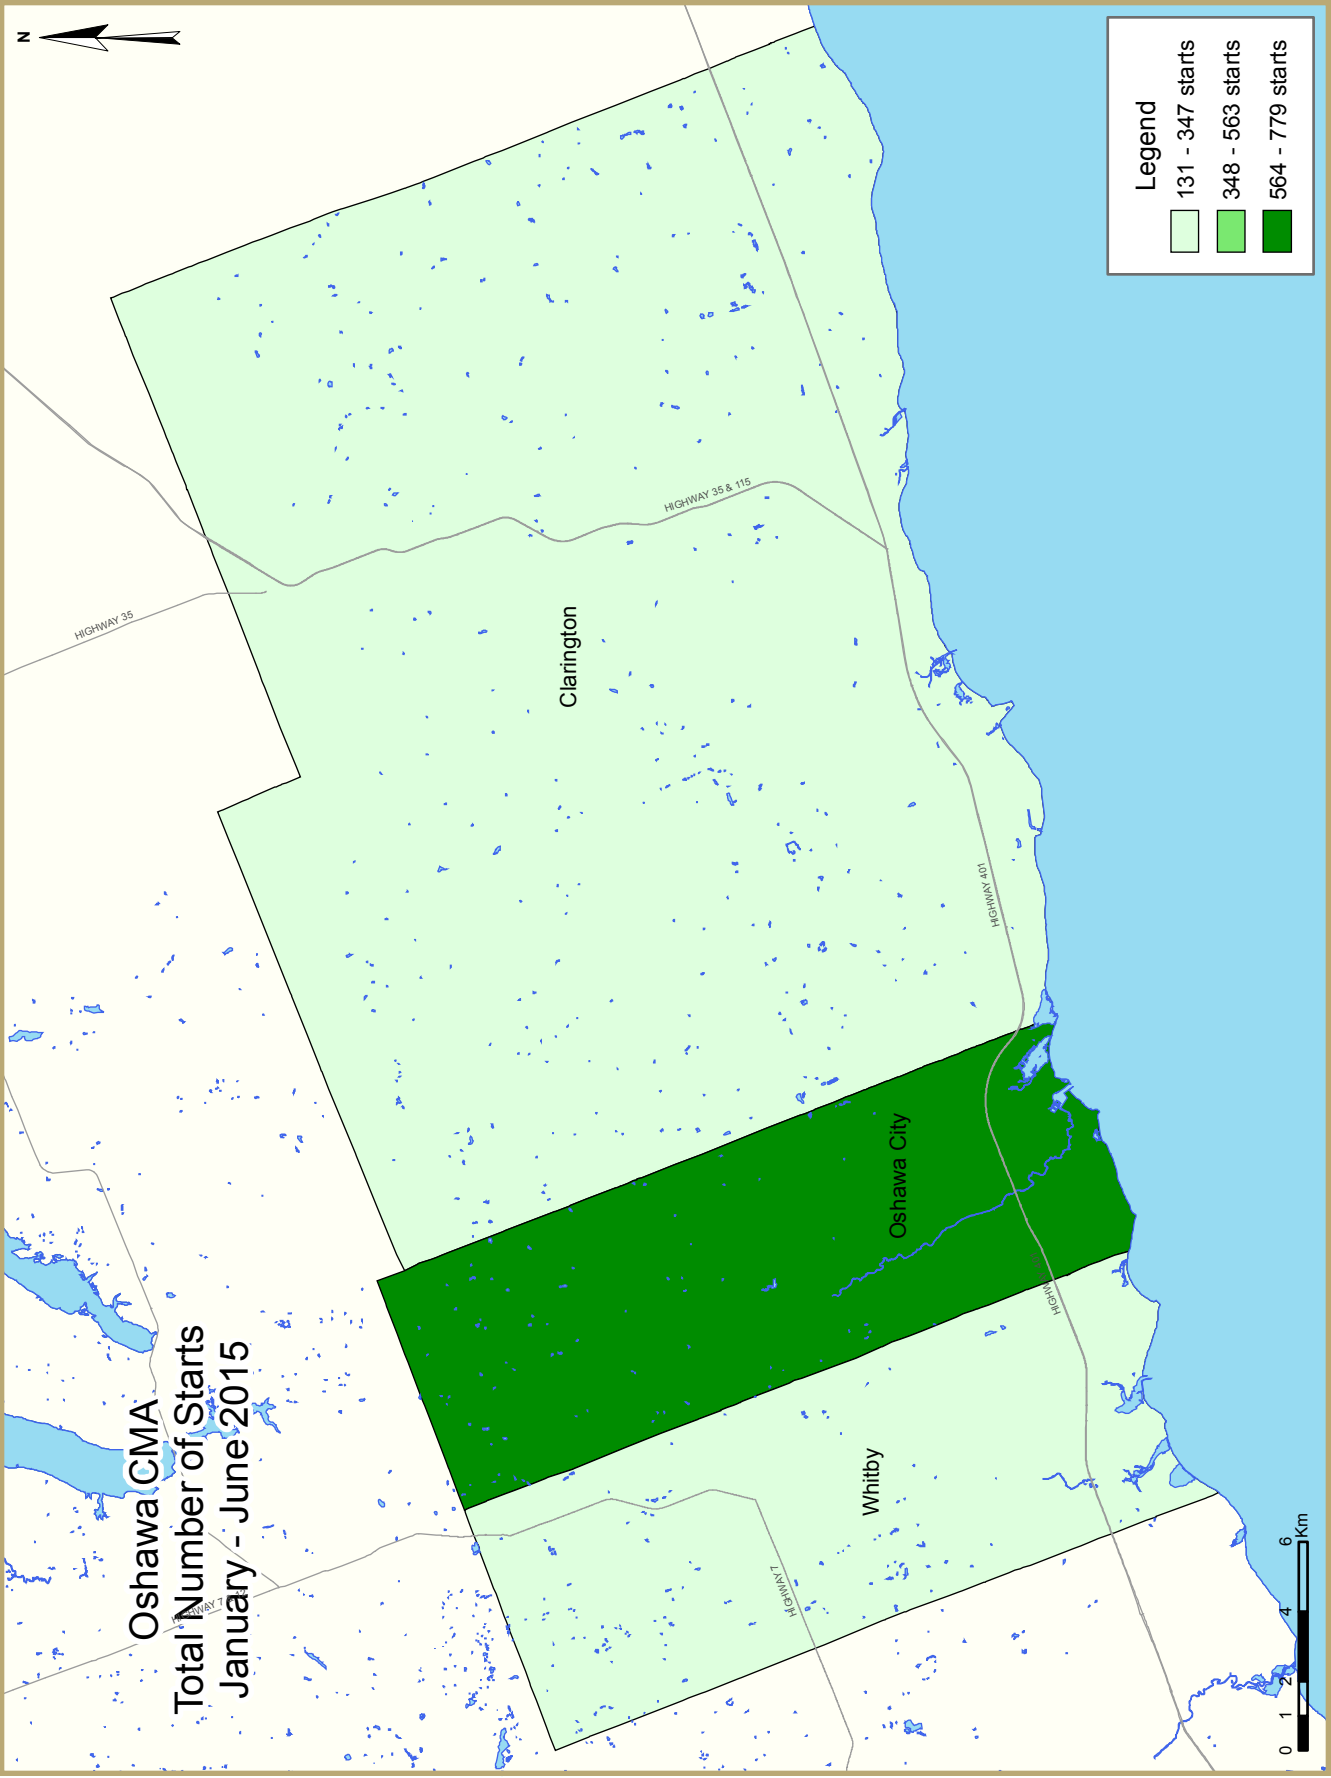 Oshawa CMA
Total Number of Starts
January - June 2015
N
HIGHWAY 35
HIGHWAY 35 & 115
Clarington
HIGHWAY 401
Oshawa City
Whitby
HIGHWAY 7
HIGHWAY 7
Legend
131 - 347 starts
348 - 563 starts
564 - 779 starts
0 1 2 4 6
Km